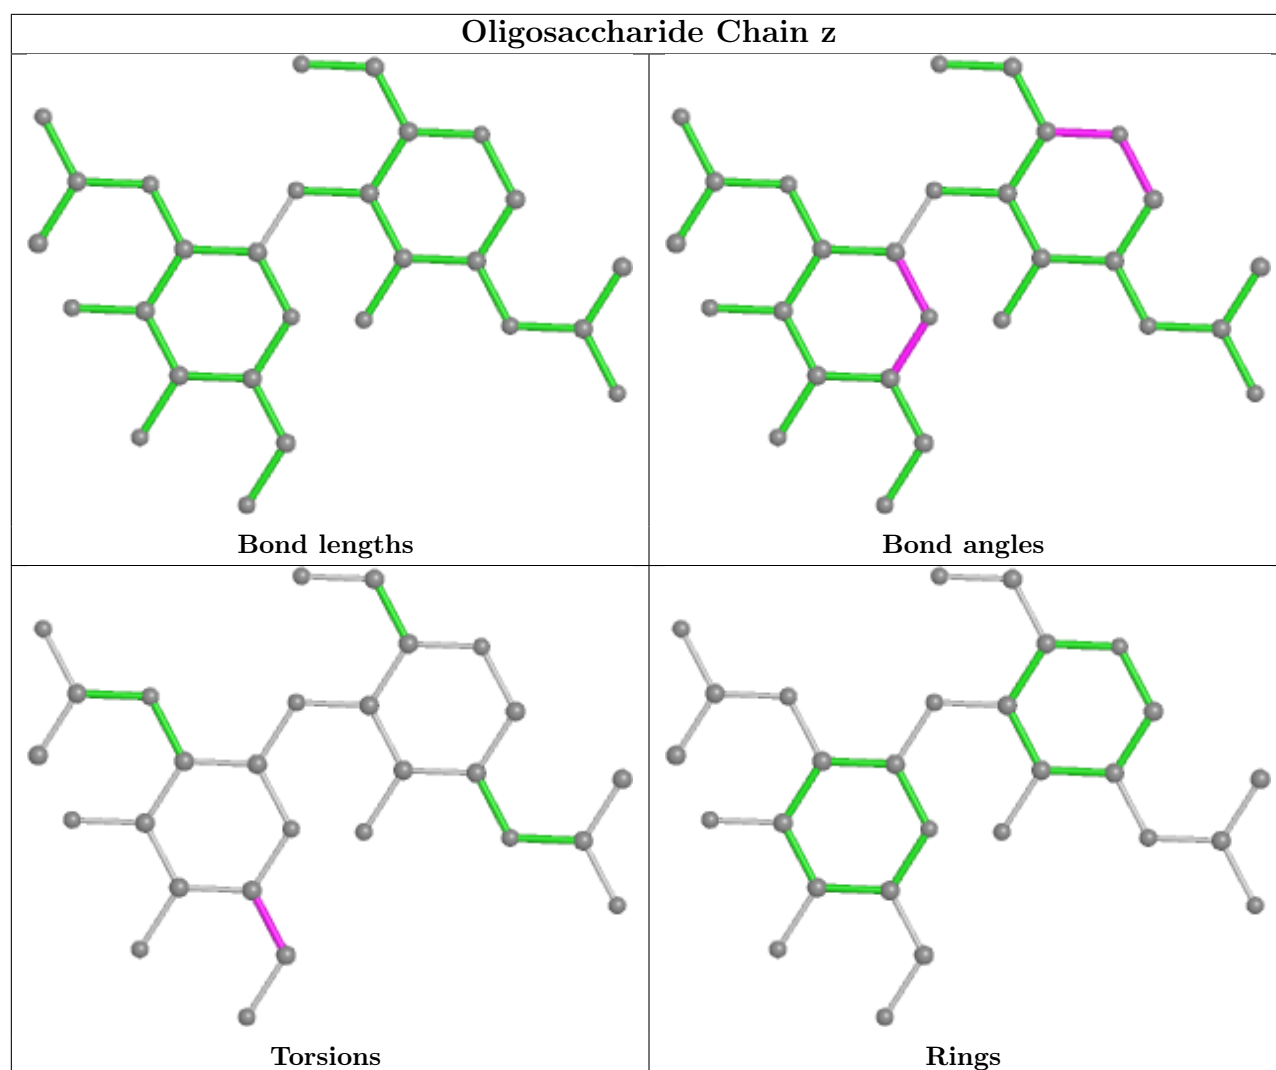 Oligosaccharide Chain z
Bond lengths
Bond angles
Torsions
Rings